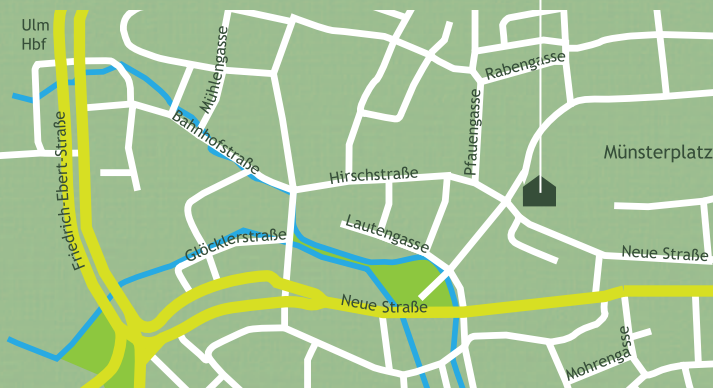 Ulm
Hbf
Mühlengasse
Rabengasse
Bahnhofstraße
Pfauengasse
Friedrich-Ebert-Straße
Münsterplatz
Hirschstraße
Lautengasse
Glöcklerstraße
Neue Straße
Neue Straße
Mohrengasse